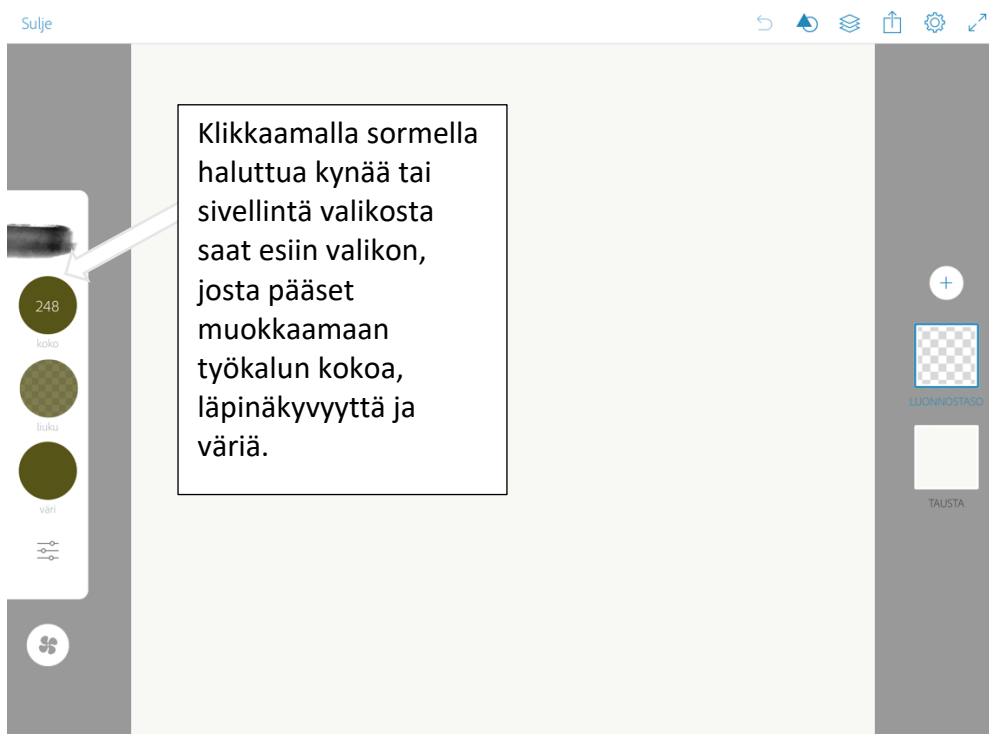 Sulje
Klikkaamalla sormella
haluttua kynää tai
sivellintä valikosta
saat esiin valikon,
josta pääset
muokkaamaan
työkalun kokoa,
läpinäkyvyyttä ja
väriä.
248
koko
liuku
väri
LUONNOSTASO
TAUSTA